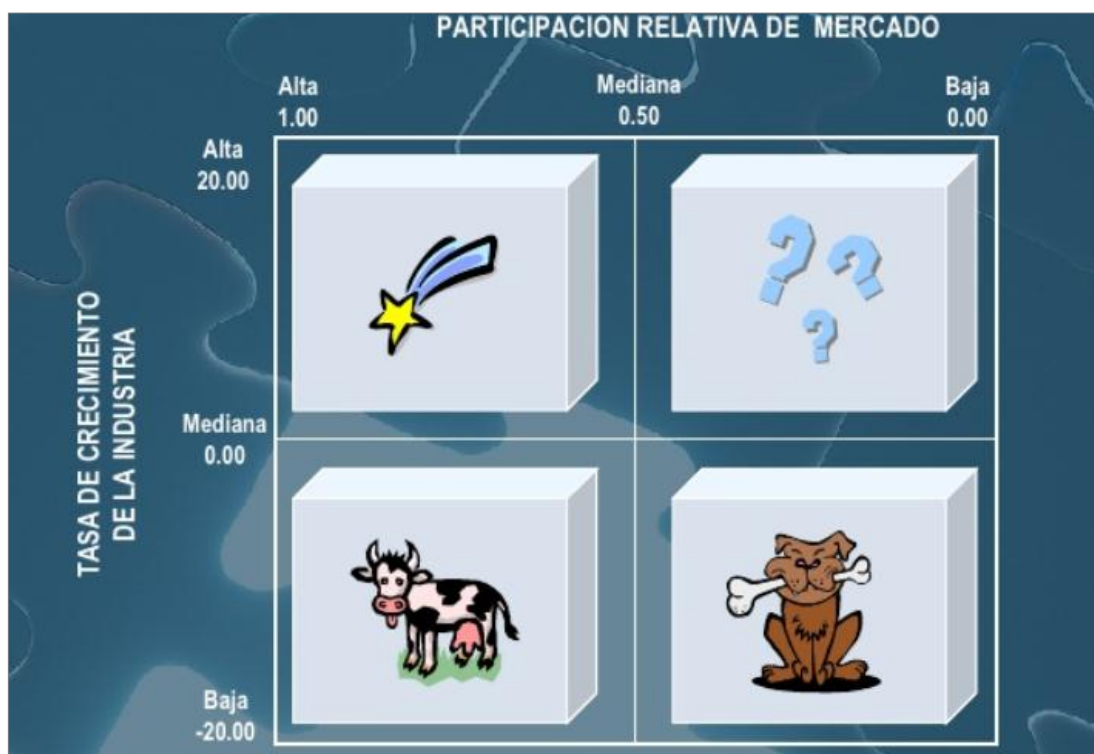 PARTICIPACION RELATIVA DE MERCADO
Alta
1.00
Mediana
0.50
Baja
0.00
Alta
20.00
TASA DE CRECIMIENTO
DE LA INDUSTRIA
Mediana
0.00
Baja
-20.00
? ? ?